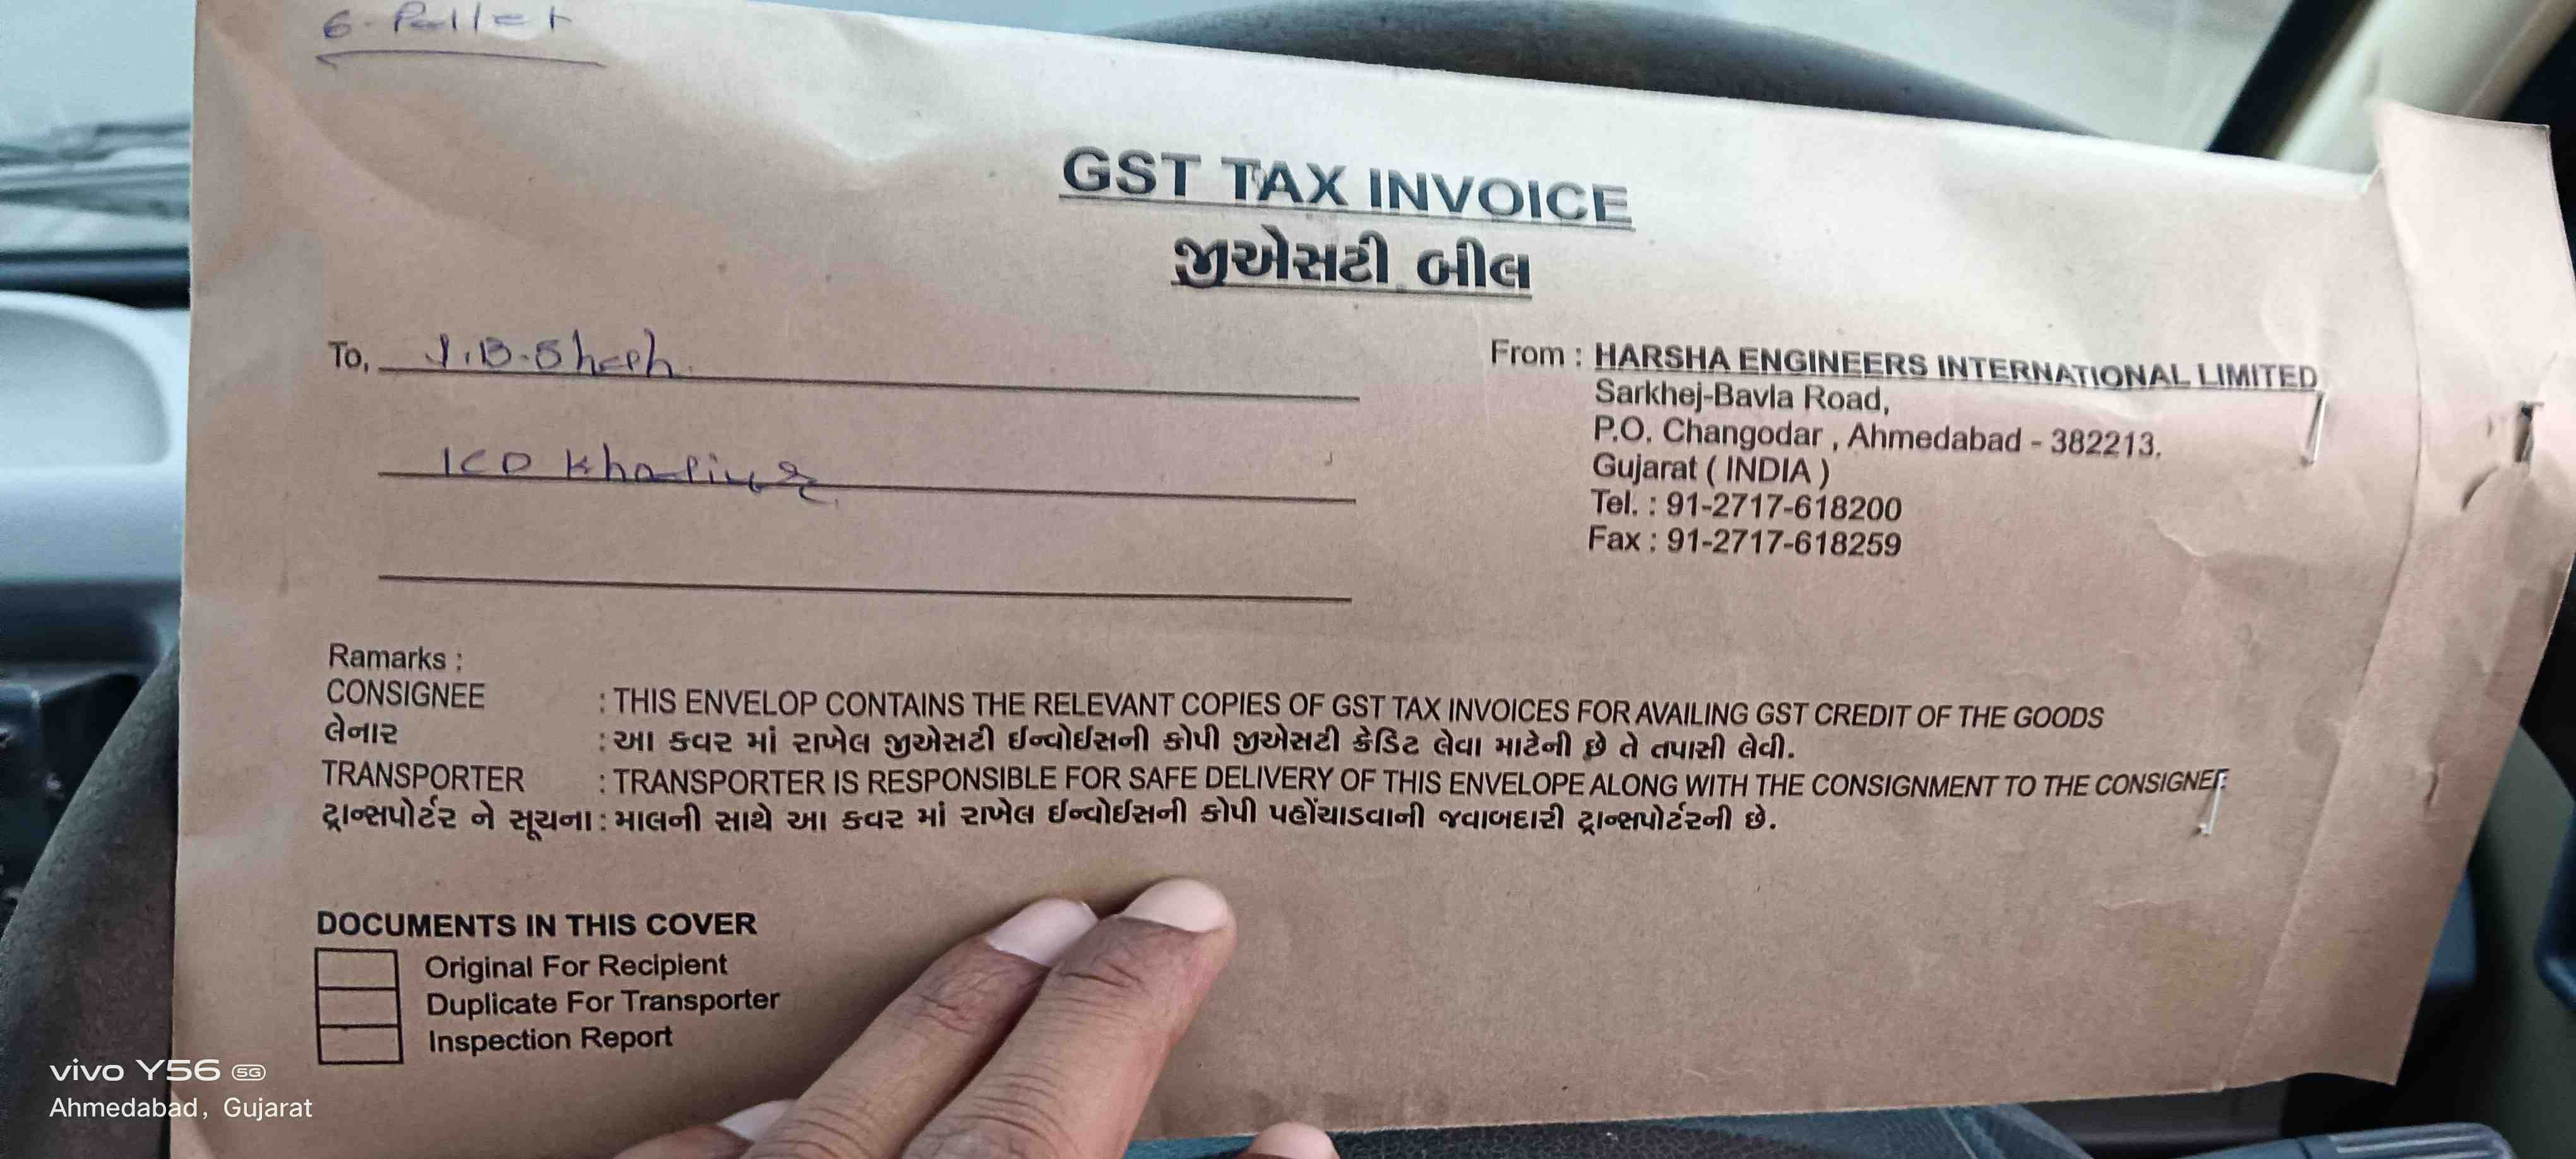 6. Pallet
GST TAX INVOICE
જીએસટી બીલ
To, J.B.Sheth
ICD
From : HARSHA ENGINEERS INTERNATIONAL LIMITED
Sarkhej-Bavla Road,
P.O. Changodar , Ahmedabad - 382213.
Gujarat ( INDIA )
Tel. : 91-2717-618200
Fax : 91-2717-618259
Ramarks :
CONSIGNEE : THIS ENVELOP CONTAINS THE RELEVANT COPIES OF GST TAX INVOICES FOR AVAILING GST CREDIT OF THE GOODS
લેનાર : આ કવર માં રાખેલ જીએસટી ઈન્વોઈસની કોપી જીએસટી ક્રેડિટ લેવા માટેની છે તે તપાસી લેવી.
TRANSPORTER : TRANSPORTER IS RESPONSIBLE FOR SAFE DELIVERY OF THIS ENVELOPE ALONG WITH THE CONSIGNMENT TO THE CONSIGNEE.
ટ્રાન્સપોર્ટર ને સૂચના : માલની સાથે આ કવર માં રાખેલ ઈન્વોઈસની કોપી પહોંચાડવાની જવાબદારી ટ્રાન્સપોર્ટરની છે.
DOCUMENTS IN THIS COVER
Original For Recipient
Duplicate For Transporter
Inspection Report
vivo Y56 5G
Ahmedabad, Gujarat